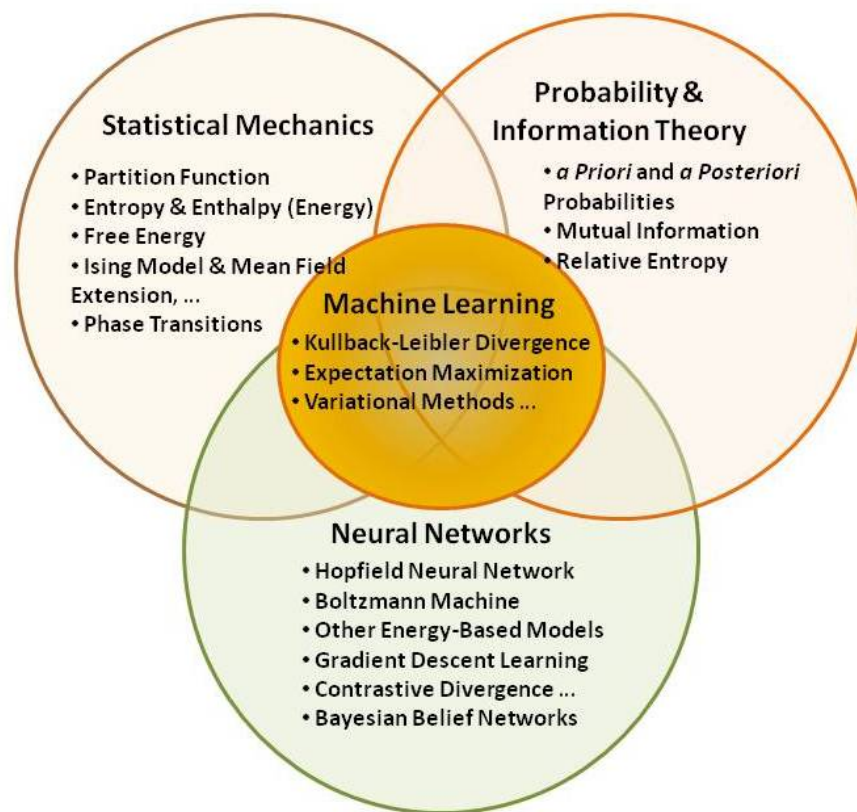 Statistical Mechanics
• Partition Function
• Entropy & Enthalpy (Energy)
• Free Energy
• Ising Model & Mean Field
Extension, ...
• Phase Transitions
Probability &
Information Theory
• a Priori and a Posteriori
Probabilities
• Mutual Information
• Relative Entropy
Machine Learning
• Kullback-Leibler Divergence
• Expectation Maximization
• Variational Methods ...
Neural Networks
• Hopfield Neural Network
• Boltzmann Machine
• Other Energy-Based Models
• Gradient Descent Learning
• Contrastive Divergence ...
• Bayesian Belief Networks